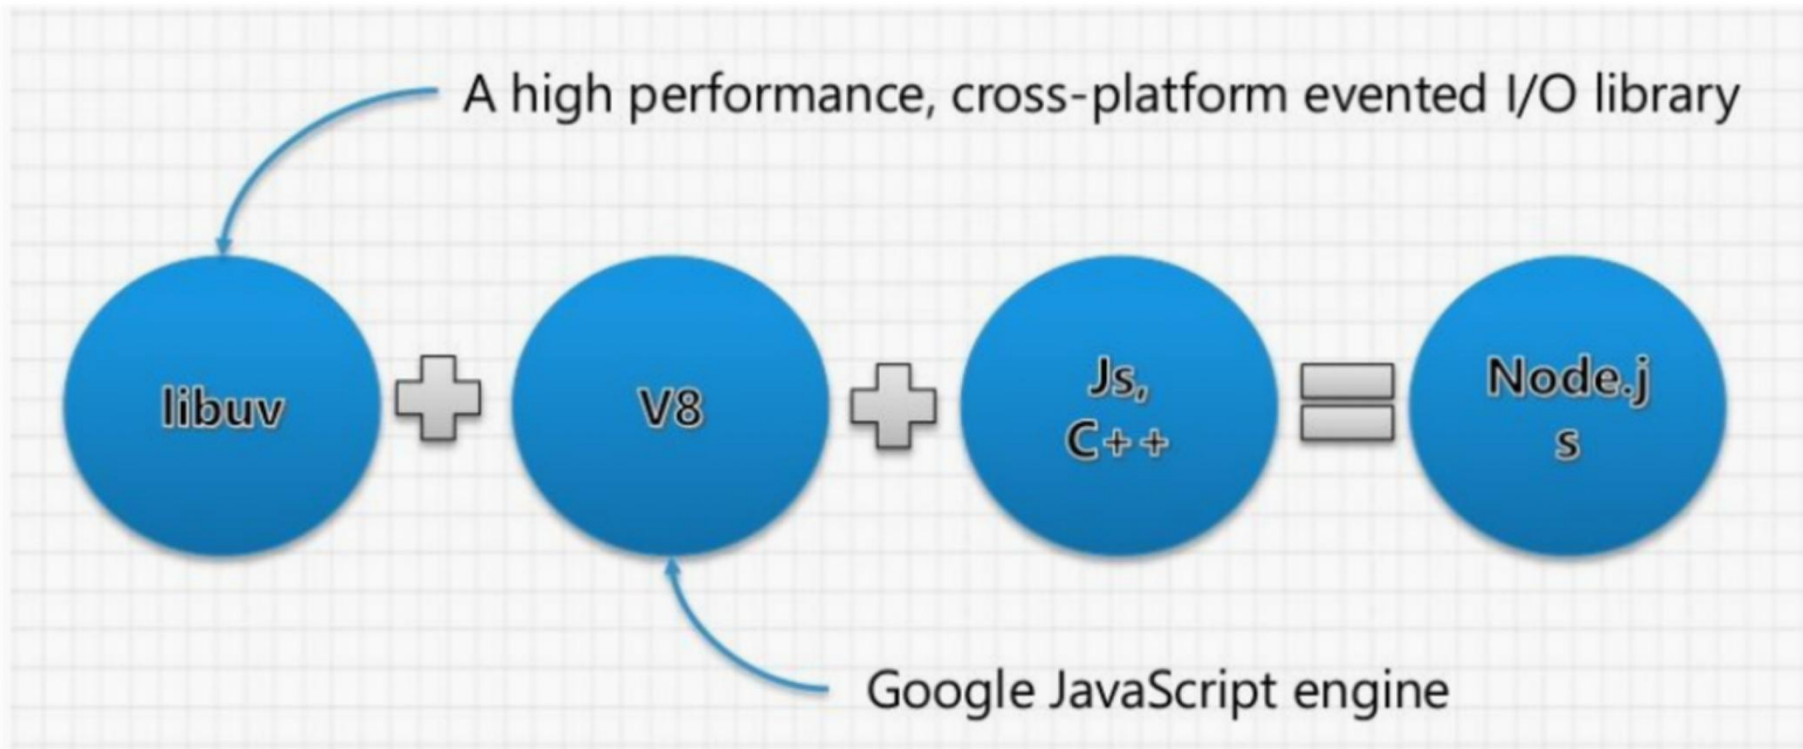 A high performance, cross-platform evented I/O library
libuv
V8
Js,
C++
Node.j
s
Google JavaScript engine